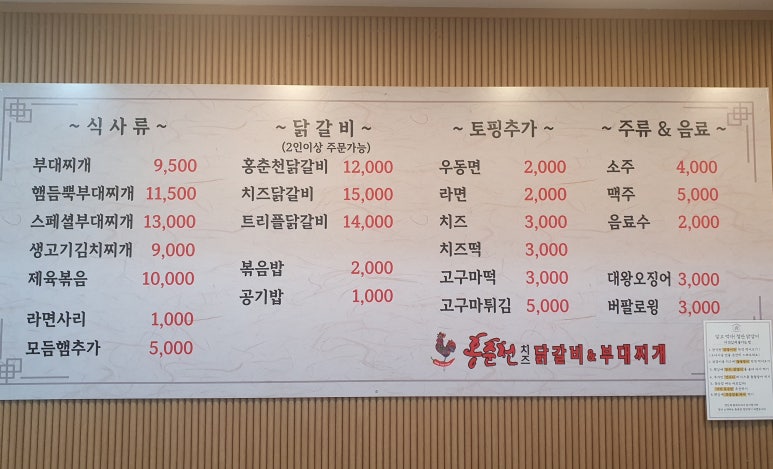 ~ 식 사 류 ~
부대찌개 9,500
햄듬뿍부대찌개 11,500
스페셜부대찌개 13,000
생고기김치찌개 9,000
제육볶음 10,000
라면사리 1,000
모듬햄추가 5,000
~ 닭 갈 비 ~
(2인이상 주문가능)
홍춘천닭갈비 12,000
치즈닭갈비 15,000
트리플닭갈비 14,000
볶음밥 2,000
공기밥 1,000
~ 토핑추가 ~
우동면 2,000
라면 2,000
치즈 3,000
치즈떡 3,000
고구마떡 3,000
고구마튀김 5,000
~ 주류 & 음료 ~
소주 4,000
맥주 5,000
음료수 2,000
대왕오징어 3,000
버팔로윙 3,000
홍춘천 치즈 닭갈비&부대찌개